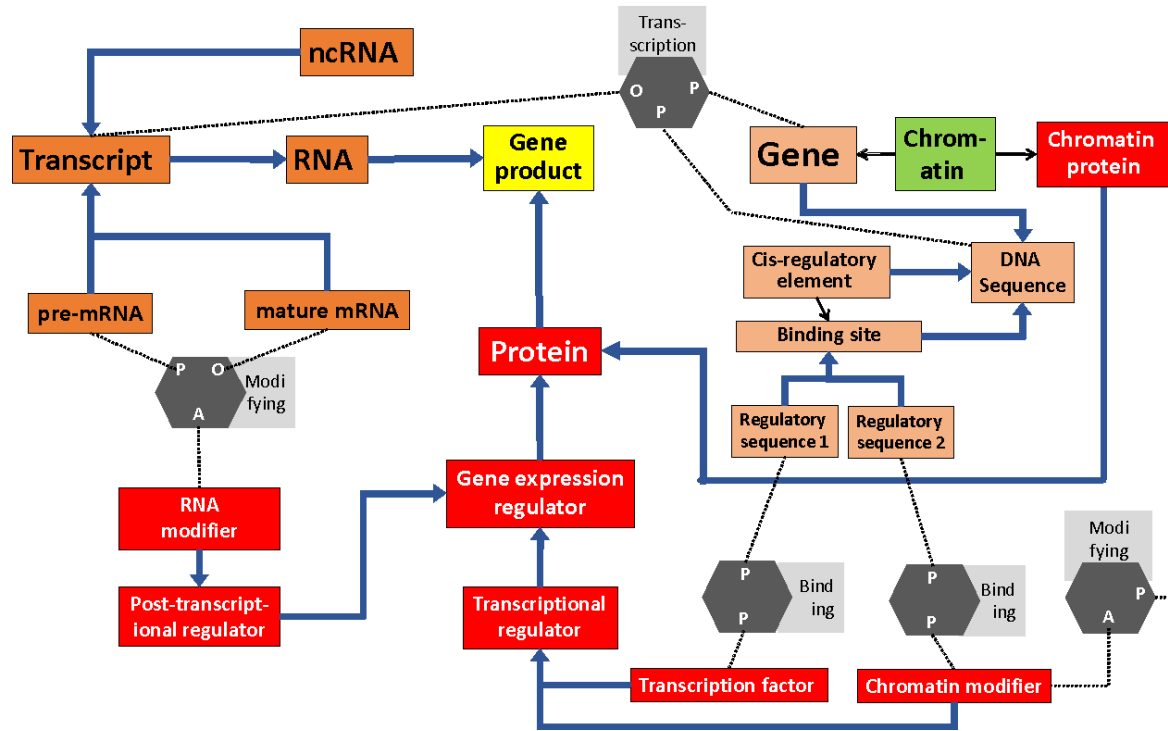 Trans-
scription
ncRNA
O
P
P
Transcript
RNA
Gene
product
Gene
Chrom-
atin
Chromatin
protein
Cis-regulatory
element
DNA
Sequence
pre-mRNA
mature mRNA
Binding site
Protein
P
O
A
Modi
fying
Regulatory
sequence 1
Regulatory
sequence 2
Gene expression
regulator
RNA
modifier
Modi
fying
P
P
Bind
ing
P
P
Bind
ing
P
A
Post-transcript-
ional regulator
Transcriptional
regulator
Transcription factor
Chromatin modifier